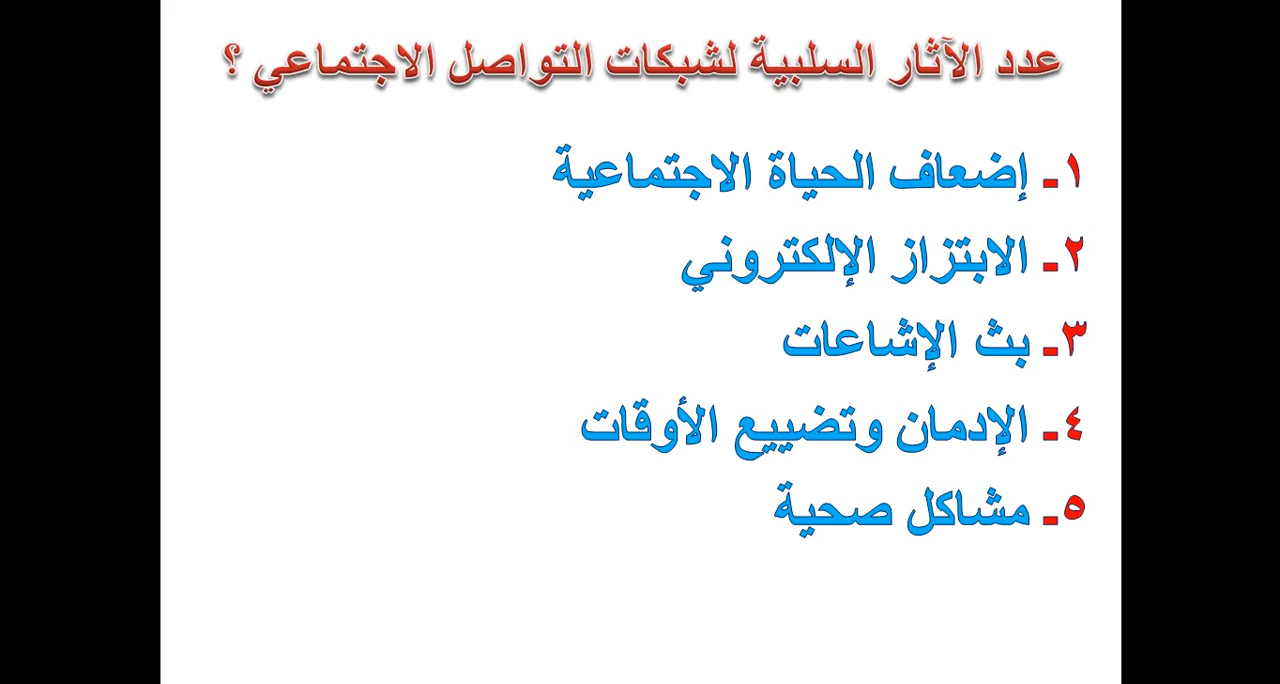 عدد الآثار السلبية لشبكات التواصل الاجتماعي ؟
١- إضعاف الحياة الاجتماعية
٢- الابتزاز الإلكتروني
٣- بث الإشاعات
٤- الإدمان وتضييع الأوقات
٥- مشاكل صحية